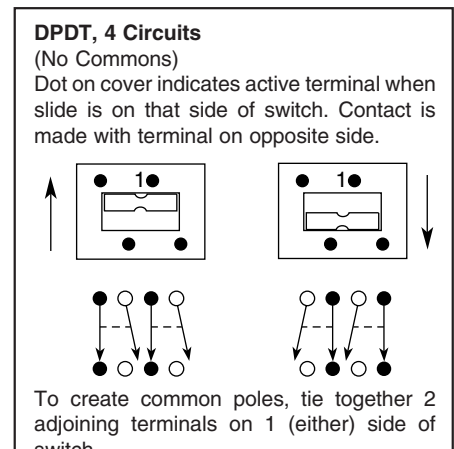 DPDT, 4 Circuits
(No Commons)
Dot on cover indicates active terminal when
slide is on that side of switch. Contact is
made with terminal on opposite side.
1
1
To create common poles, tie together 2
adjoining terminals on 1 (either) side of